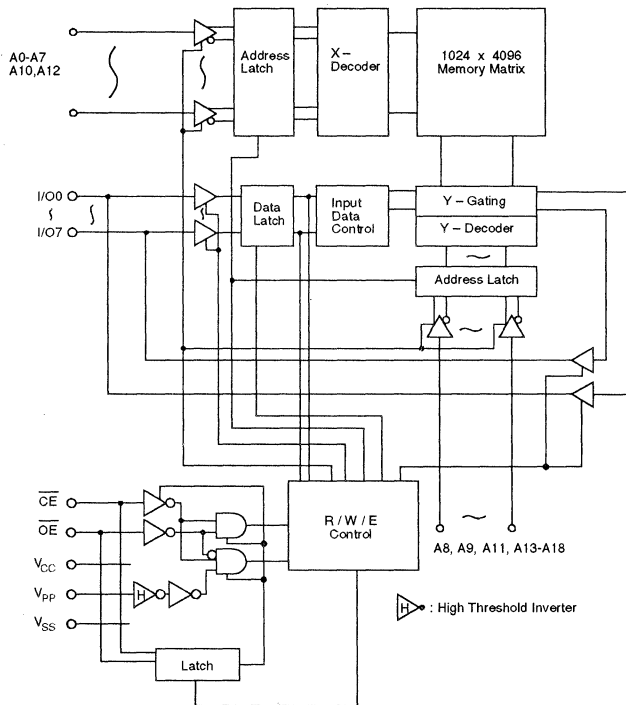 A0-A7
A10,A12
Address
Latch
X –
Decoder
1024 x 4096
Memory Matrix
I/O0
I/O7
Data
Latch
Input
Data
Control
Y – Gating
Y – Decoder
Address Latch
CE
OE
VCC
VPP
VSS
H
R / W / E
Control
A8, A9, A11, A13-A18
H : High Threshold Inverter
Latch